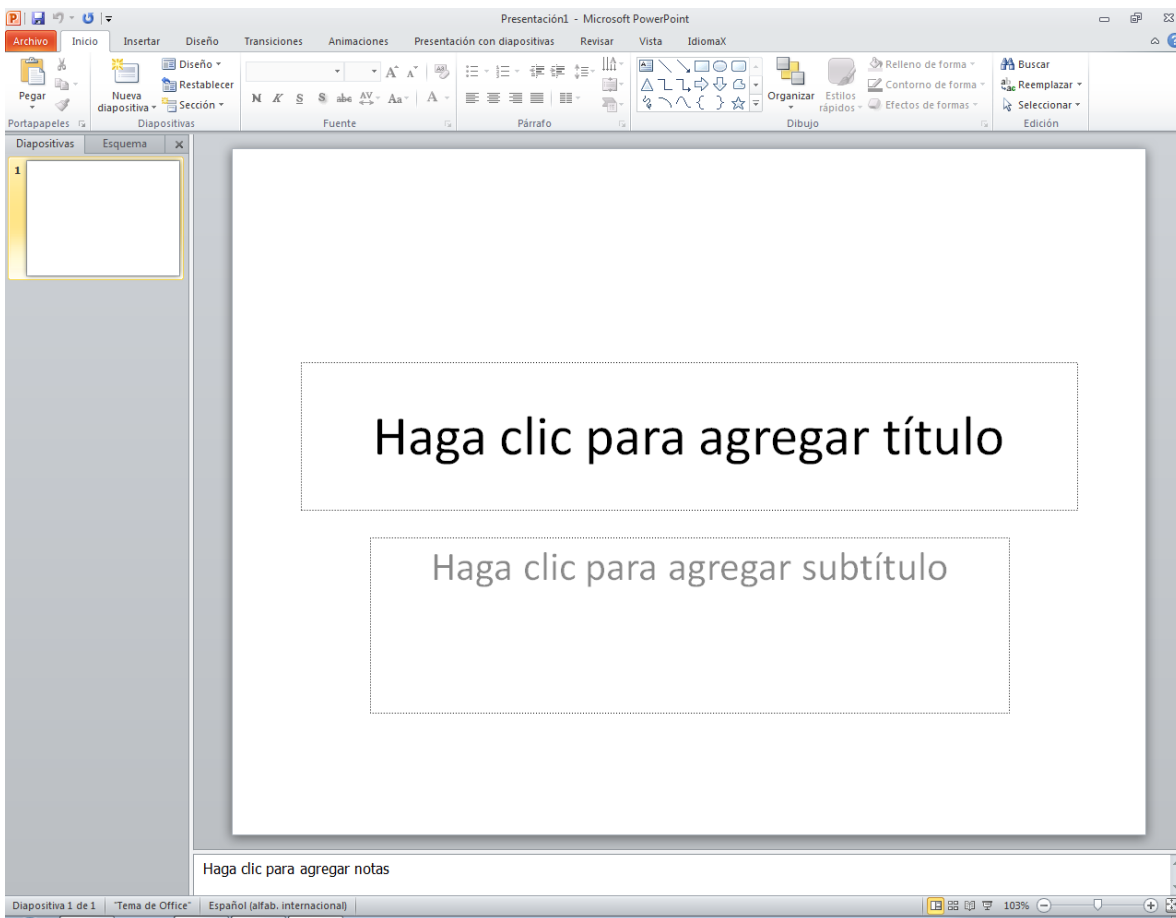 Presentación1 - Microsoft PowerPoint
Archivo Inicio Insertar Diseño Transiciones Animaciones Presentación con diapositivas Revisar Vista IdiomaX
Pegar
Nueva diapositiva
Diseño
Restablecer
Sección
N K S S abc AV Aa A
Organizar
Estilos rápidos
Relleno de forma
Contorno de forma
Efectos de formas
Buscar
Reemplazar
Seleccionar
Portapapeles Diapositivas Fuente Párrafo Dibujo Edición
Diapositivas Esquema
1
Haga clic para agregar título
Haga clic para agregar subtítulo
Haga clic para agregar notas
Diapositiva 1 de 1 "Tema de Office" Español (alfab. internacional) 103%